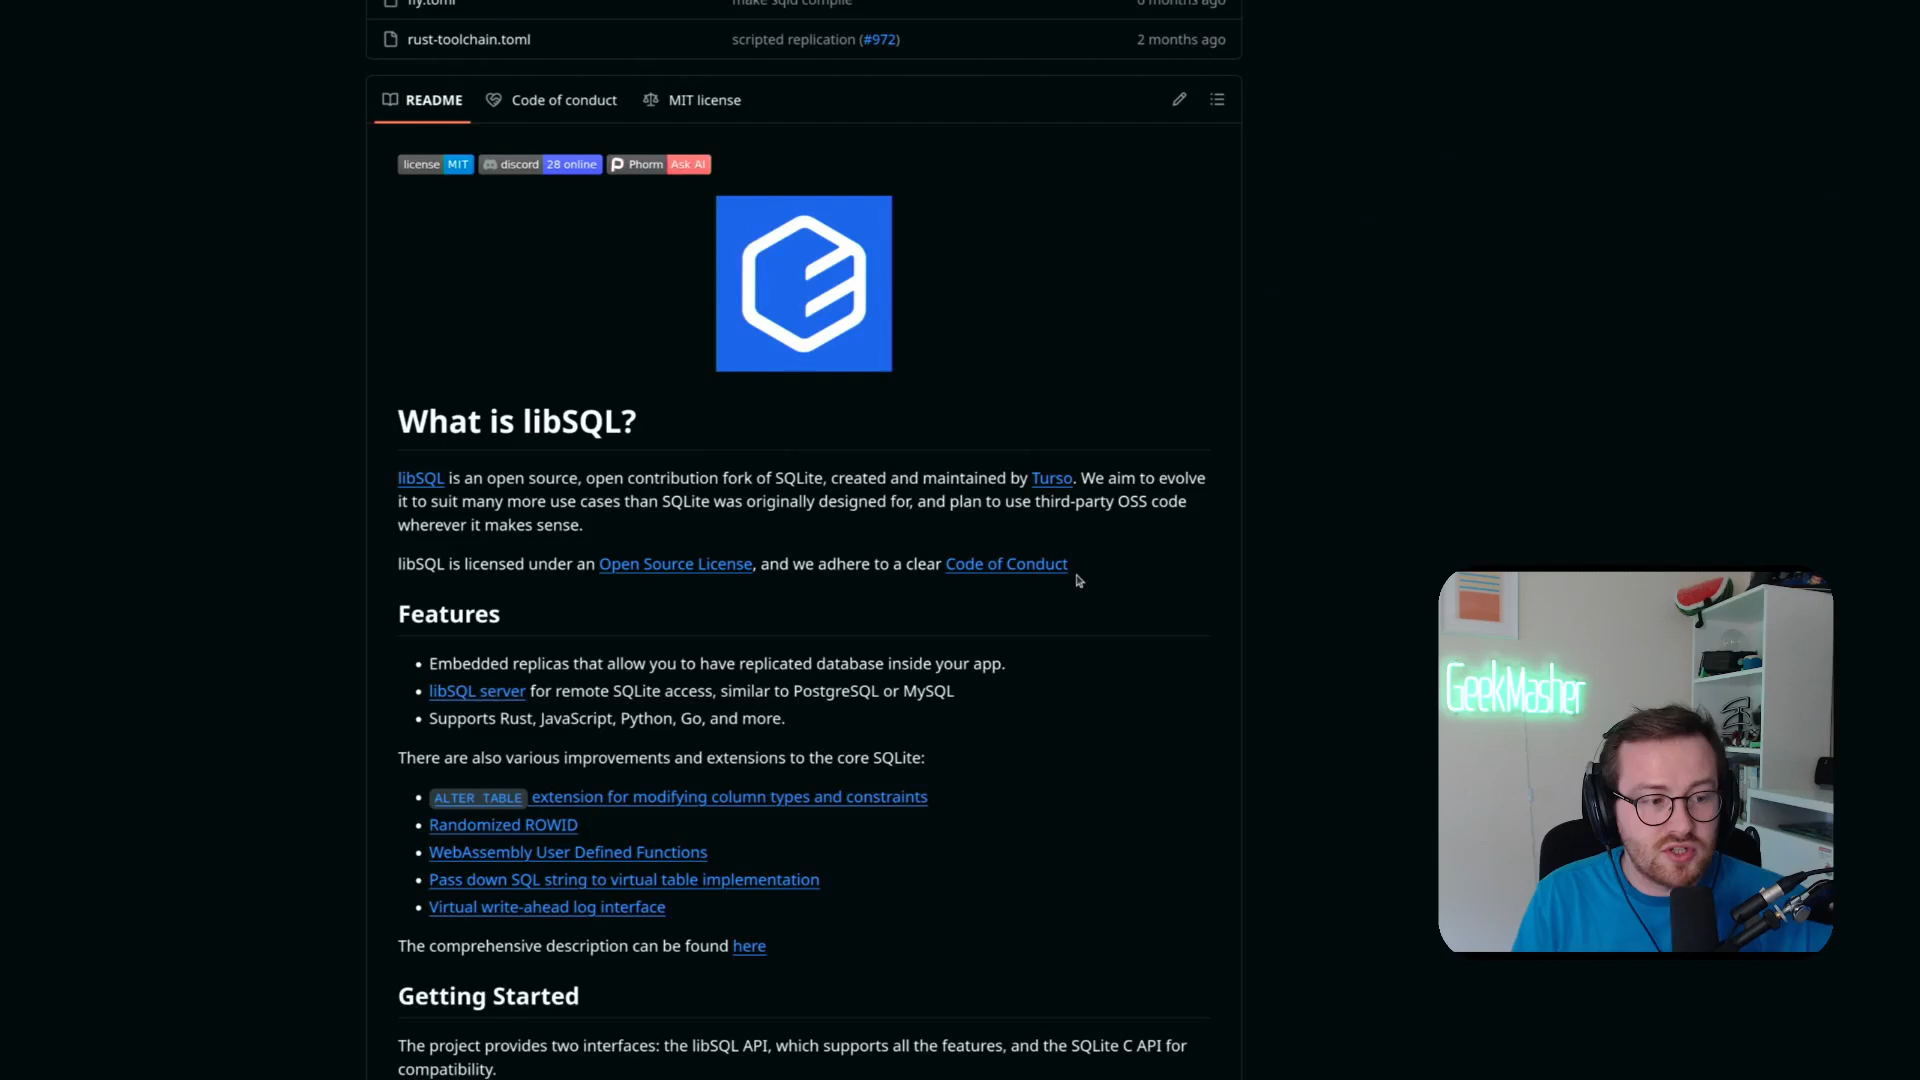 fly.toml make sqld compile 6 months ago
rust-toolchain.toml scripted replication (#972) 2 months ago
README Code of conduct MIT license
license MIT discord 28 online Phorm Ask AI
What is libSQL?
libSQL is an open source, open contribution fork of SQLite, created and maintained by Turso. We aim to evolve
it to suit many more use cases than SQLite was originally designed for, and plan to use third-party OSS code
wherever it makes sense.
libSQL is licensed under an Open Source License, and we adhere to a clear Code of Conduct
Features
• Embedded replicas that allow you to have replicated database inside your app.
• libSQL server for remote SQLite access, similar to PostgreSQL or MySQL
• Supports Rust, JavaScript, Python, Go, and more.
There are also various improvements and extensions to the core SQLite:
• ALTER TABLE extension for modifying column types and constraints
• Randomized ROWID
• WebAssembly User Defined Functions
• Pass down SQL string to virtual table implementation
• Virtual write-ahead log interface
The comprehensive description can be found here
Getting Started
The project provides two interfaces: the libSQL API, which supports all the features, and the SQLite C API for
compatibility.
GeekMasher